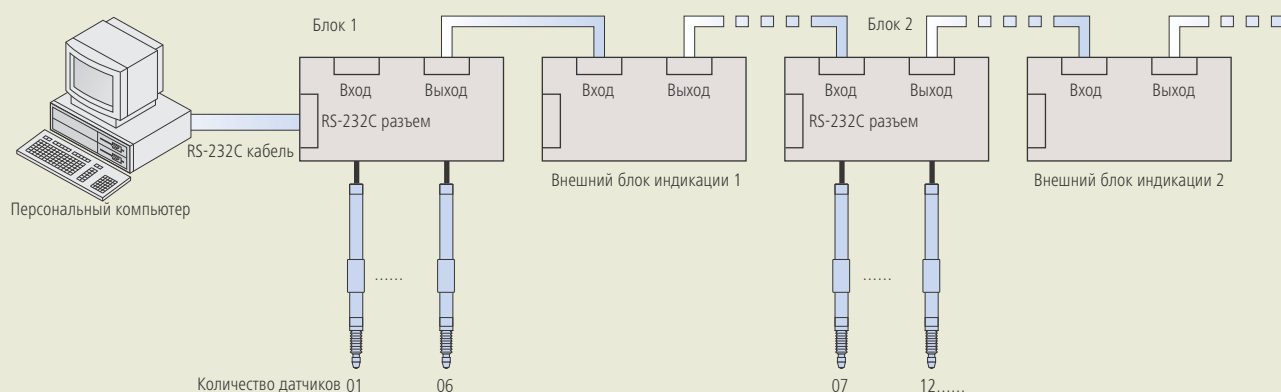 Блок 1
Блок 2
Вход Выход
Вход Выход
Вход Выход
Вход Выход
RS-232C разъем
RS-232C разъем
RS-232C кабель
Внешний блок индикации 1
Внешний блок индикации 2
Персональный компьютер
......
......
Количество датчиков 01 06 07 12......